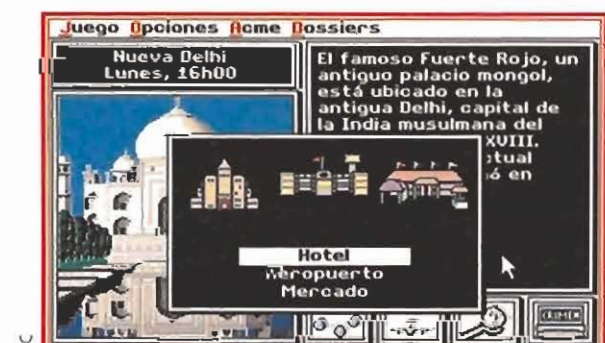 Juego Opciones Acme Dossiers
Nueva Delhi
Lunes, 16h00
El famoso Fuerte Rojo, un
antiguo palacio mongol,
está ubicado en la
antigua Delhi, capital de
la India musulmana del
XVIII.
Hotel
Aeropuerto
Mercado